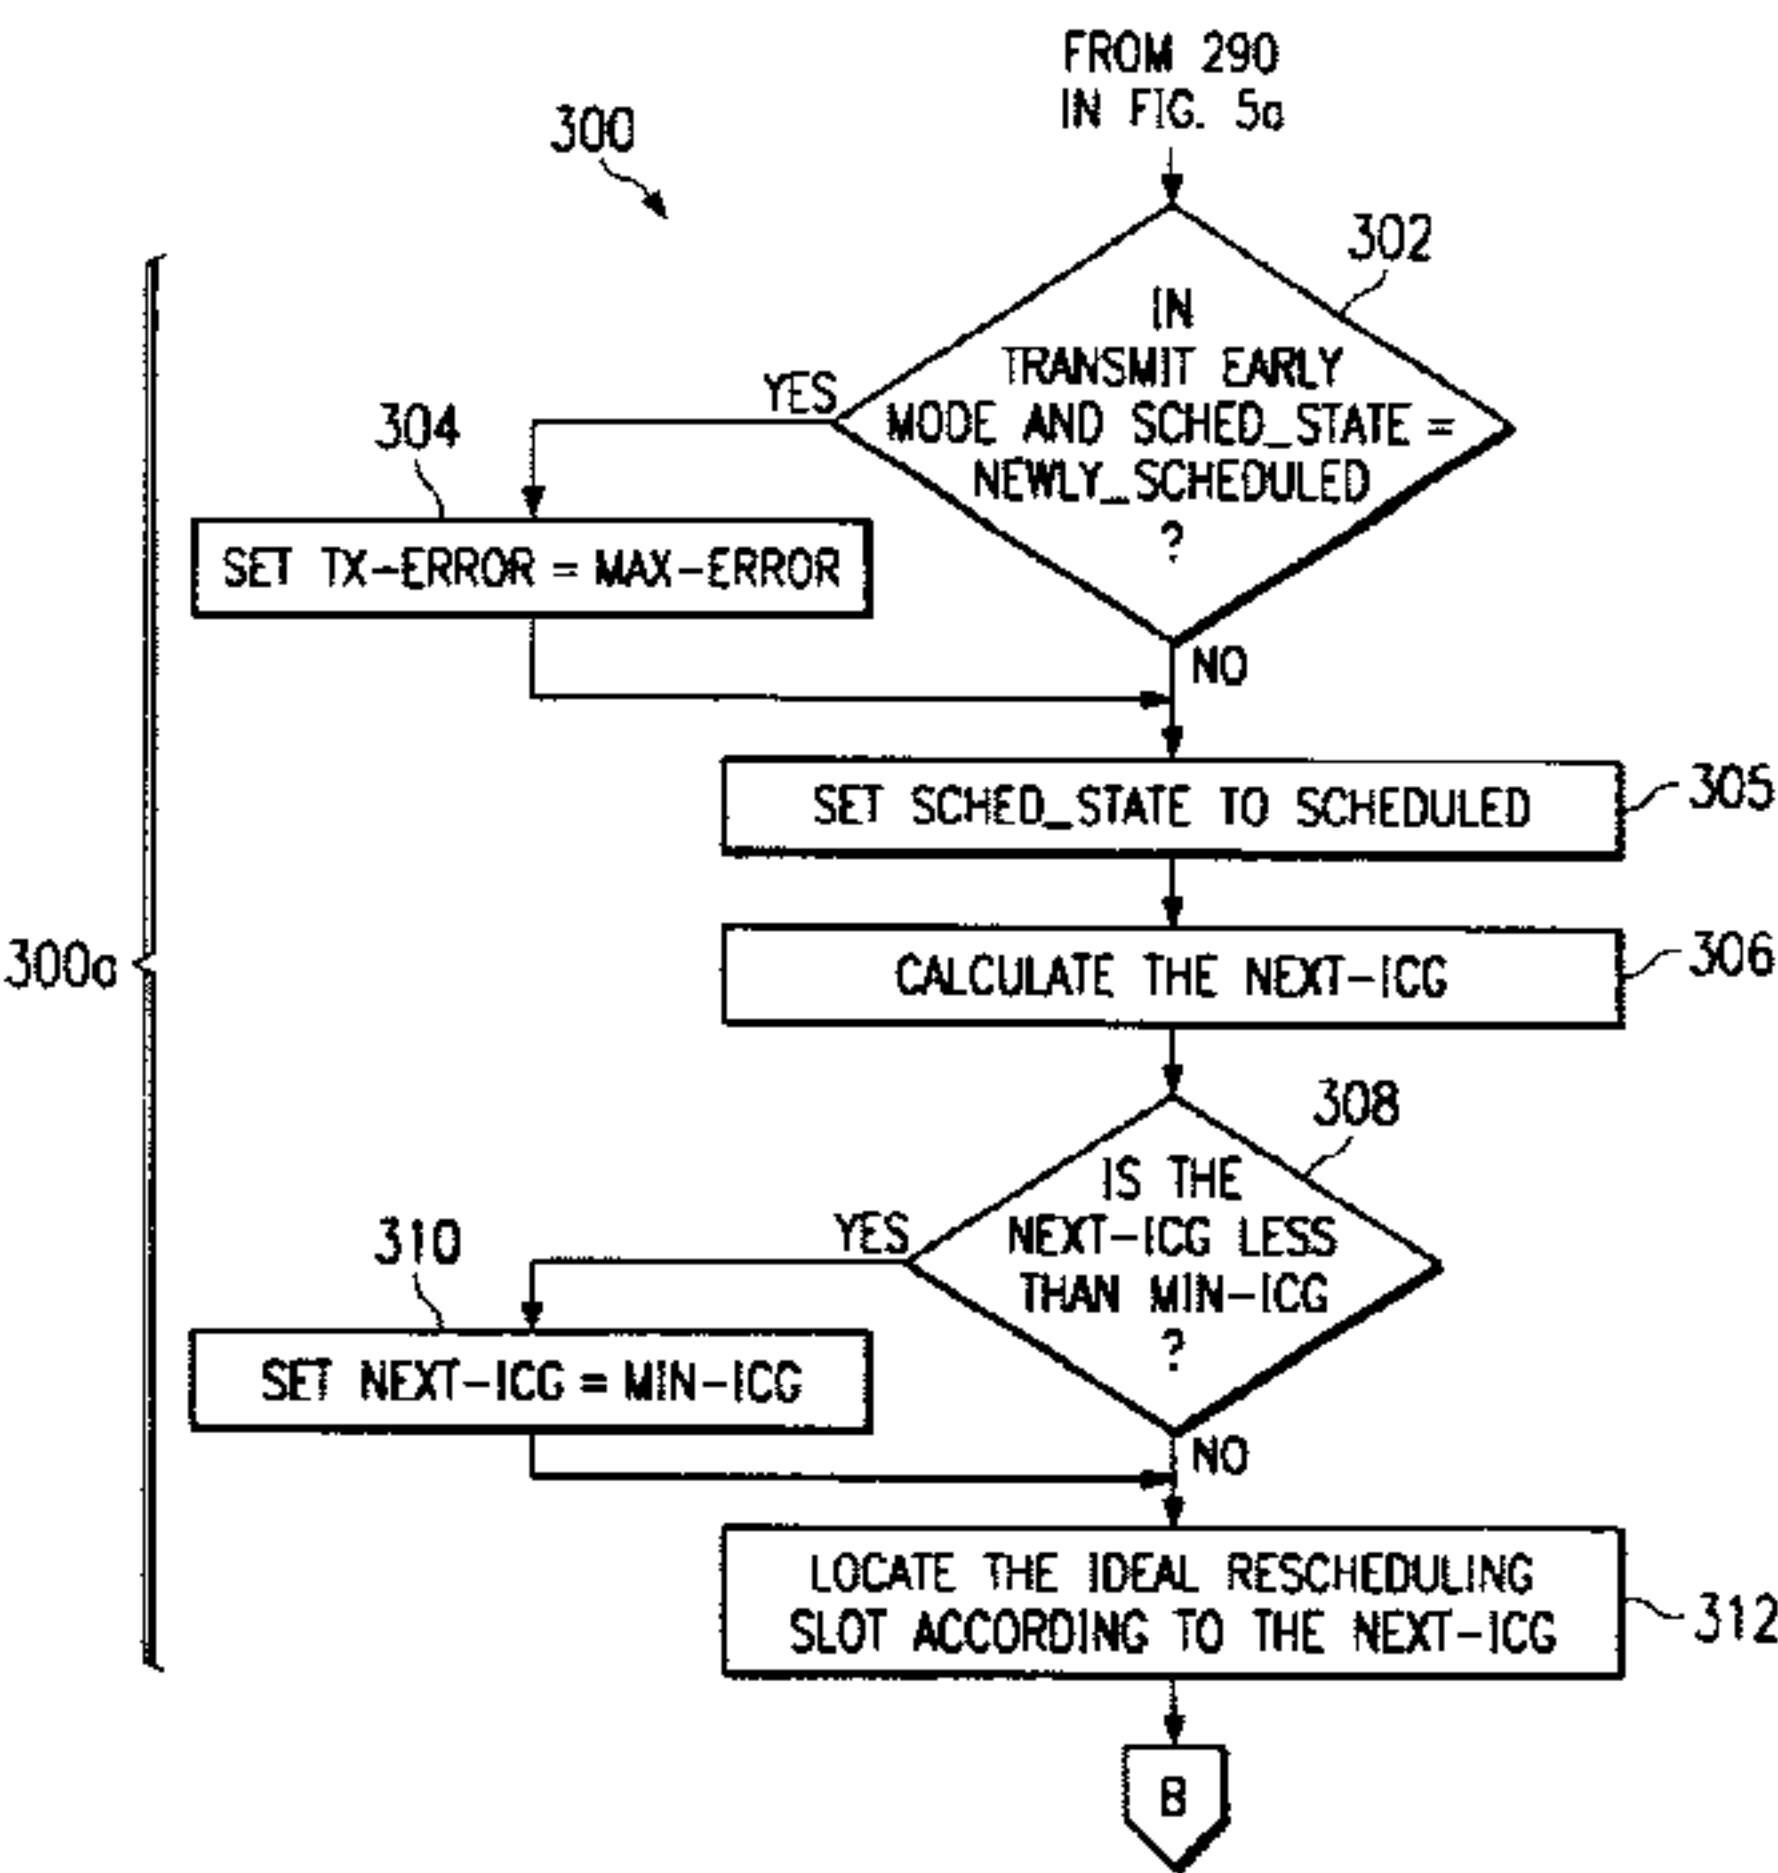 FROM 290
IN FIG. 5a
300
302
IN
TRANSMIT EARLY
MODE AND SCHED_STATE =
NEWLY_SCHEDULED
?
YES
304
SET TX-ERROR = MAX-ERROR
NO
SET SCHED_STATE TO SCHEDULED
305
300a
CALCULATE THE NEXT-ICG
306
308
IS THE
NEXT-ICG LESS
THAN MIN-ICG
?
YES
310
SET NEXT-ICG = MIN-ICG
NO
LOCATE THE IDEAL RESCHEDULING
SLOT ACCORDING TO THE NEXT-ICG
312
B